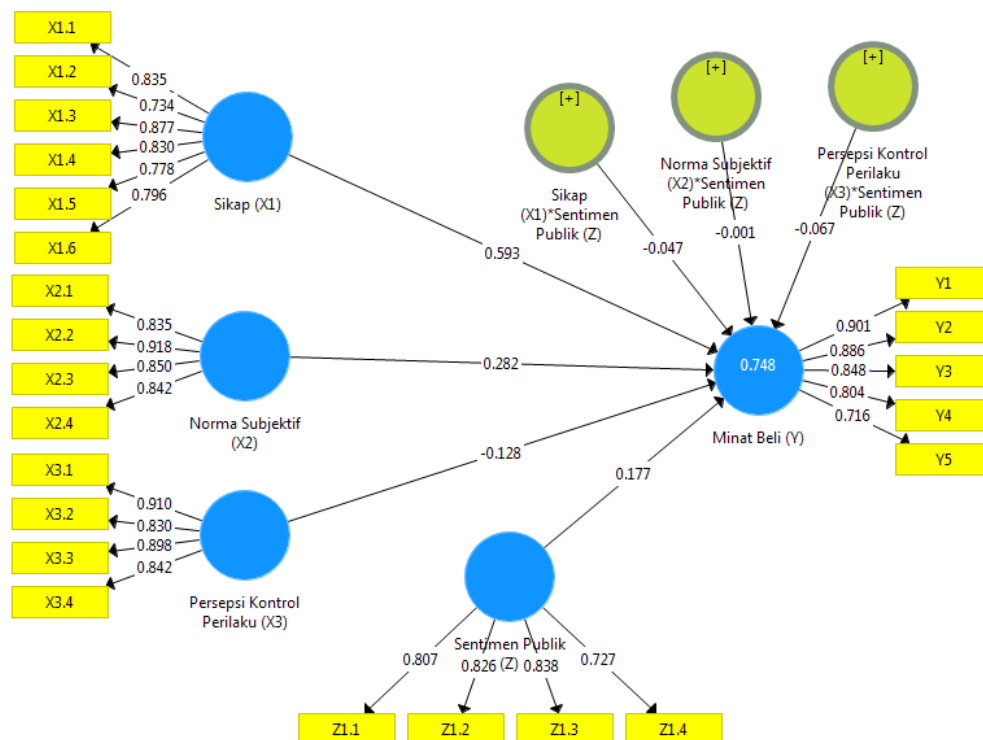 X1.1
X1.2
X1.3
X1.4
X1.5
X1.6
0.835
0.734
0.877
0.830
0.778
0.796
Sikap (X1)
X2.1
X2.2
X2.3
X2.4
0.835
0.918
0.850
0.842
Norma Subjektif
(X2)
X3.1
X3.2
X3.3
X3.4
0.910
0.830
0.898
0.842
Persepsi Kontrol
Perilaku (X3)
[+]
Sikap
(X1)*Sentimen
Publik (Z)
[+]
Norma Subjektif
(X2)*Sentimen
Publik (Z)
[+]
Persepsi Kontrol
Perilaku
(X3)*Sentimen
Publik (Z)
-0.047
-0.001
-0.067
0.593
0.282
-0.128
0.177
0.748
Minat Beli (Y)
0.901
0.886
0.848
0.804
0.716
Y1
Y2
Y3
Y4
Y5
Sentimen Publik
(Z)
0.807
0.826
0.838
0.727
Z1.1
Z1.2
Z1.3
Z1.4